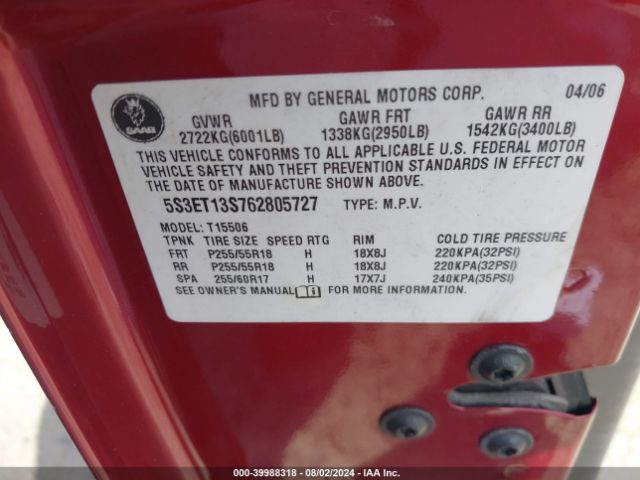 MFD BY GENERAL MOTORS CORP. 04/06
SAAB
GVWR GAWR FRT GAWR RR
2722KG(6001LB) 1338KG(2950LB) 1542KG(3400LB)
THIS VEHICLE CONFORMS TO ALL APPLICABLE U.S. FEDERAL MOTOR
VEHICLE SAFETY AND THEFT PREVENTION STANDARDS IN EFFECT ON
THE DATE OF MANUFACTURE SHOWN ABOVE.
5S3ET13S762805727 TYPE: M.P.V.
MODEL: T15506
TPNK TIRE SIZE SPEED RTG RIM COLD TIRE PRESSURE
FRT P255/55R18 H 18X8J 220KPA(32PSI)
RR P255/55R18 H 18X8J 220KPA(32PSI)
SPA 255/60R17 H 17X7J 240KPA(35PSI)
SEE OWNER'S MANUAL FOR MORE INFORMATION.
000-39988318 - 08/02/2024 - IAA Inc.